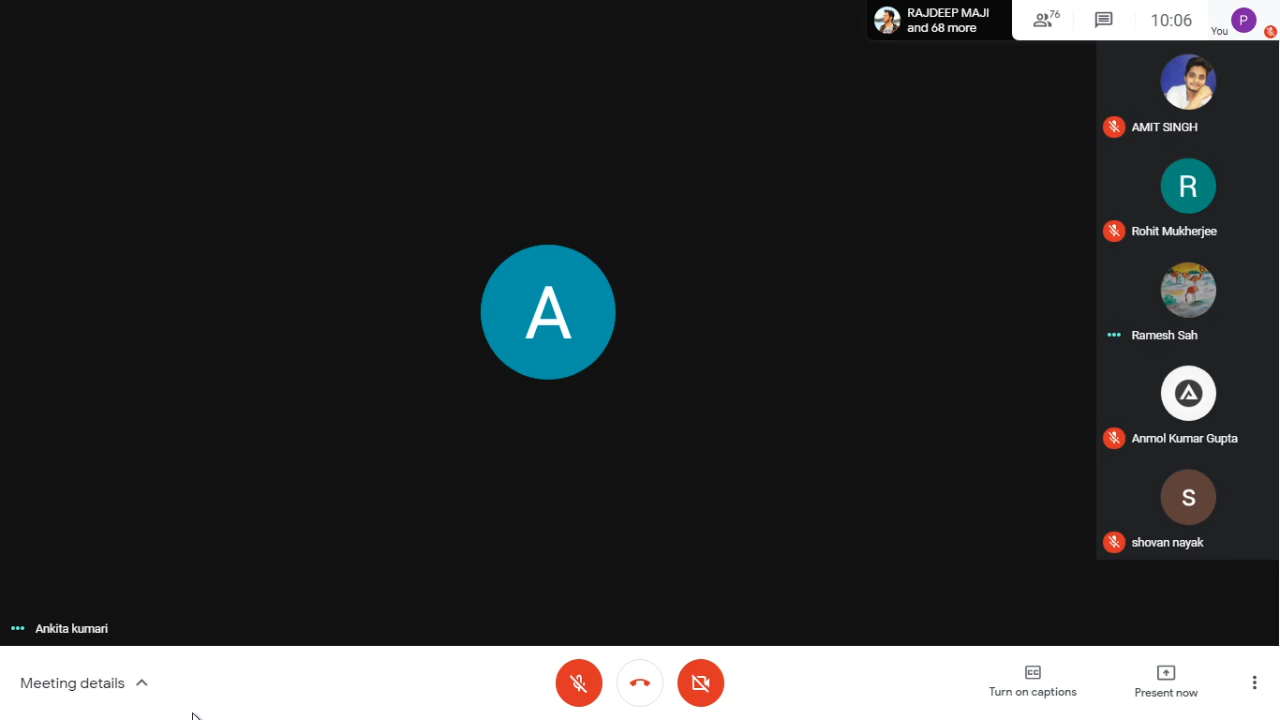 RAJDEEP MAJI
and 68 more
76
10:06
You
P
AMIT SINGH
R
Rohit Mukherjee
Ramesh Sah
Anmol Kumar Gupta
s
shovan nayak
A
Ankita kumari
Meeting details
CC
Turn on captions
Present now